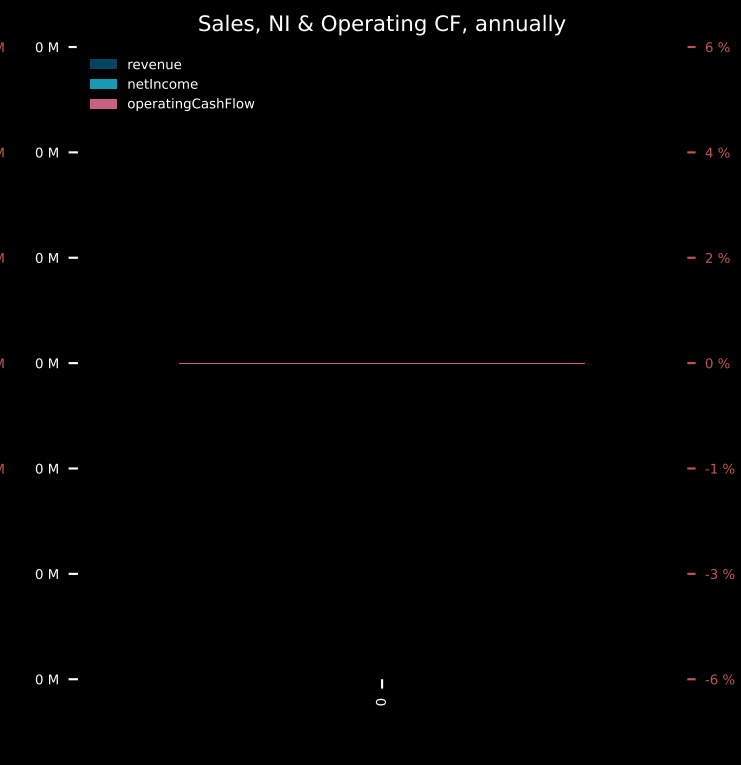 Sales, NI & Operating CF, annually
M 0 M 6 %
revenue
netIncome
operatingCashFlow
M 0 M 4 %
M 0 M 2 %
M 0 M 0 %
M 0 M -1 %
0 M -3 %
0 M -6 %
0